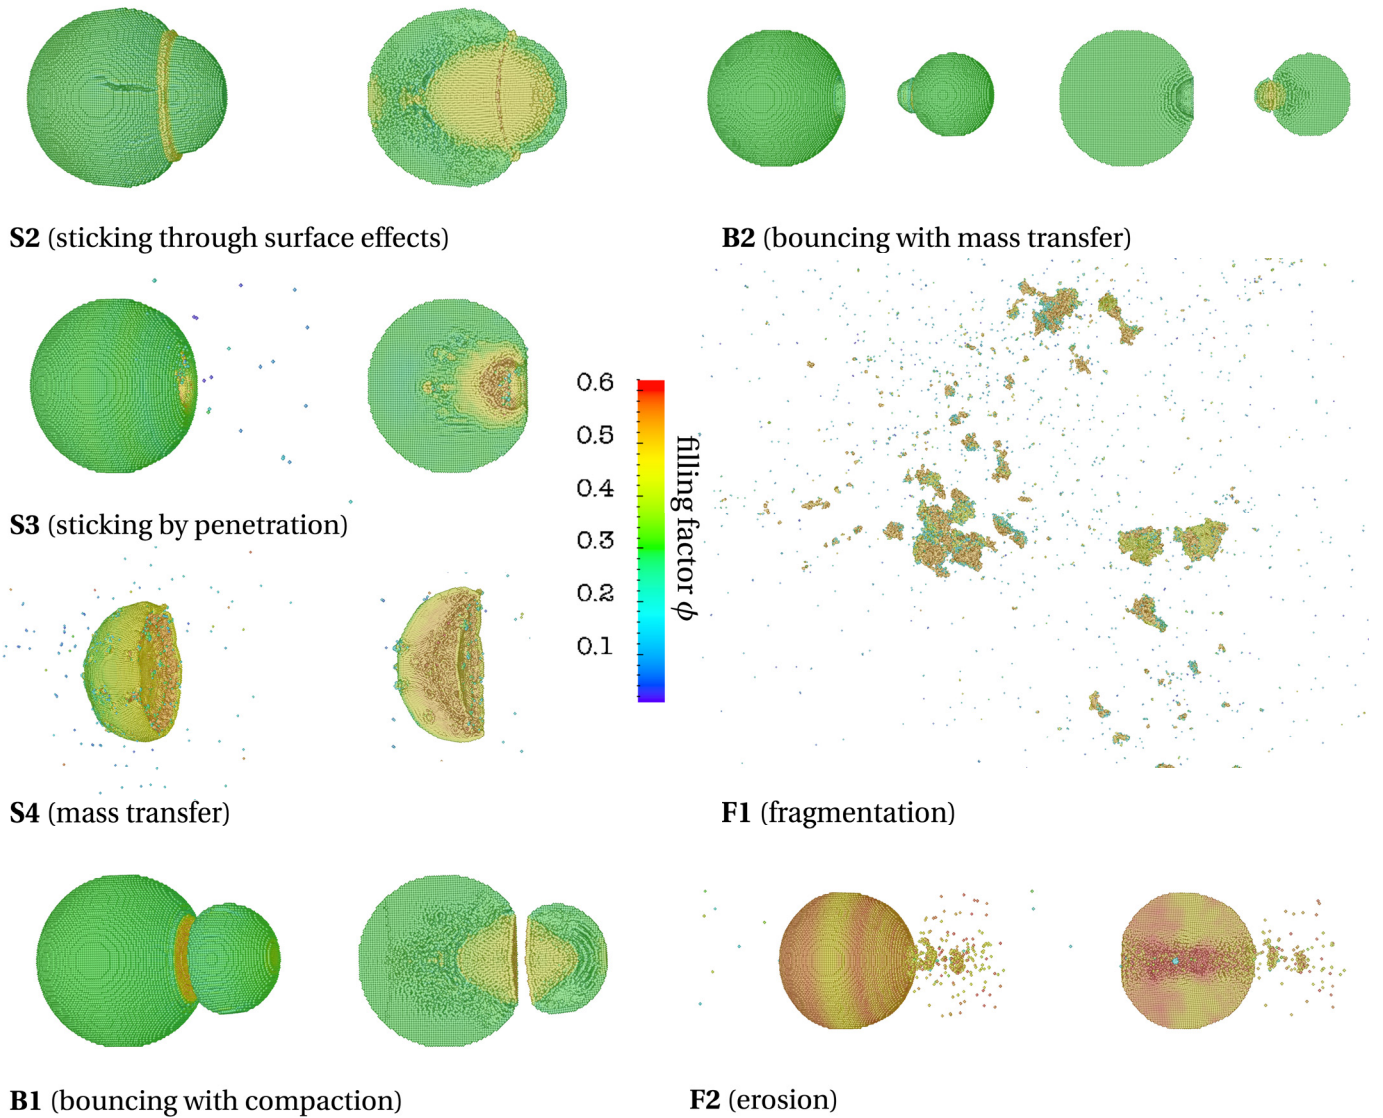 S2 (sticking through surface effects)
B2 (bouncing with mass transfer)
S3 (sticking by penetration)
0.6
0.5
0.4
0.3
0.2
0.1
filling factor ϕ
S4 (mass transfer)
F1 (fragmentation)
B1 (bouncing with compaction)
F2 (erosion)